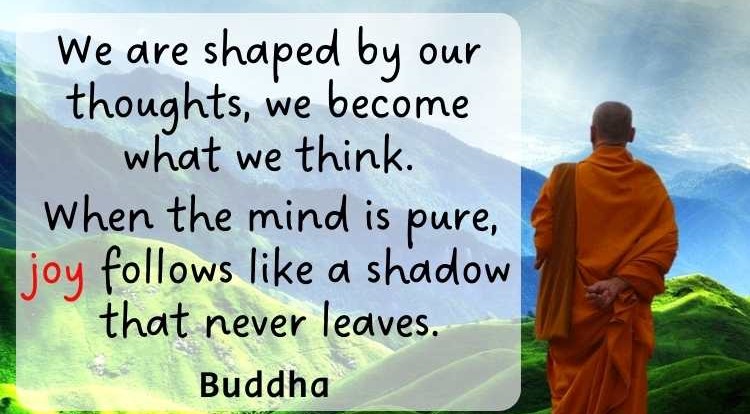 We are shaped by our
thoughts, we become
what we think.
When the mind is pure,
joy follows like a shadow
that never leaves.
Buddha